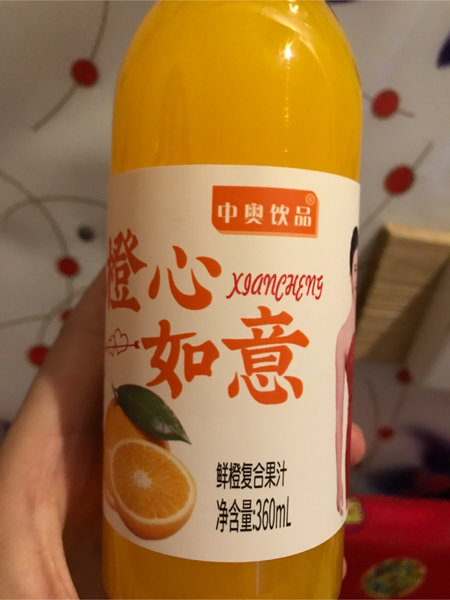 中奥饮品®
橙心
XIANCHENG
如意
鲜橙复合果汁
净含量:360mL